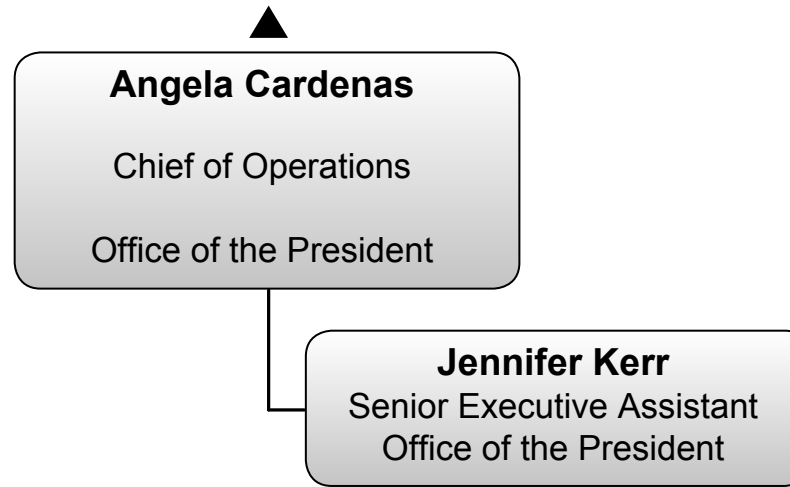 Angela Cardenas
Chief of Operations
Office of the President
Jennifer Kerr
Senior Executive Assistant
Office of the President